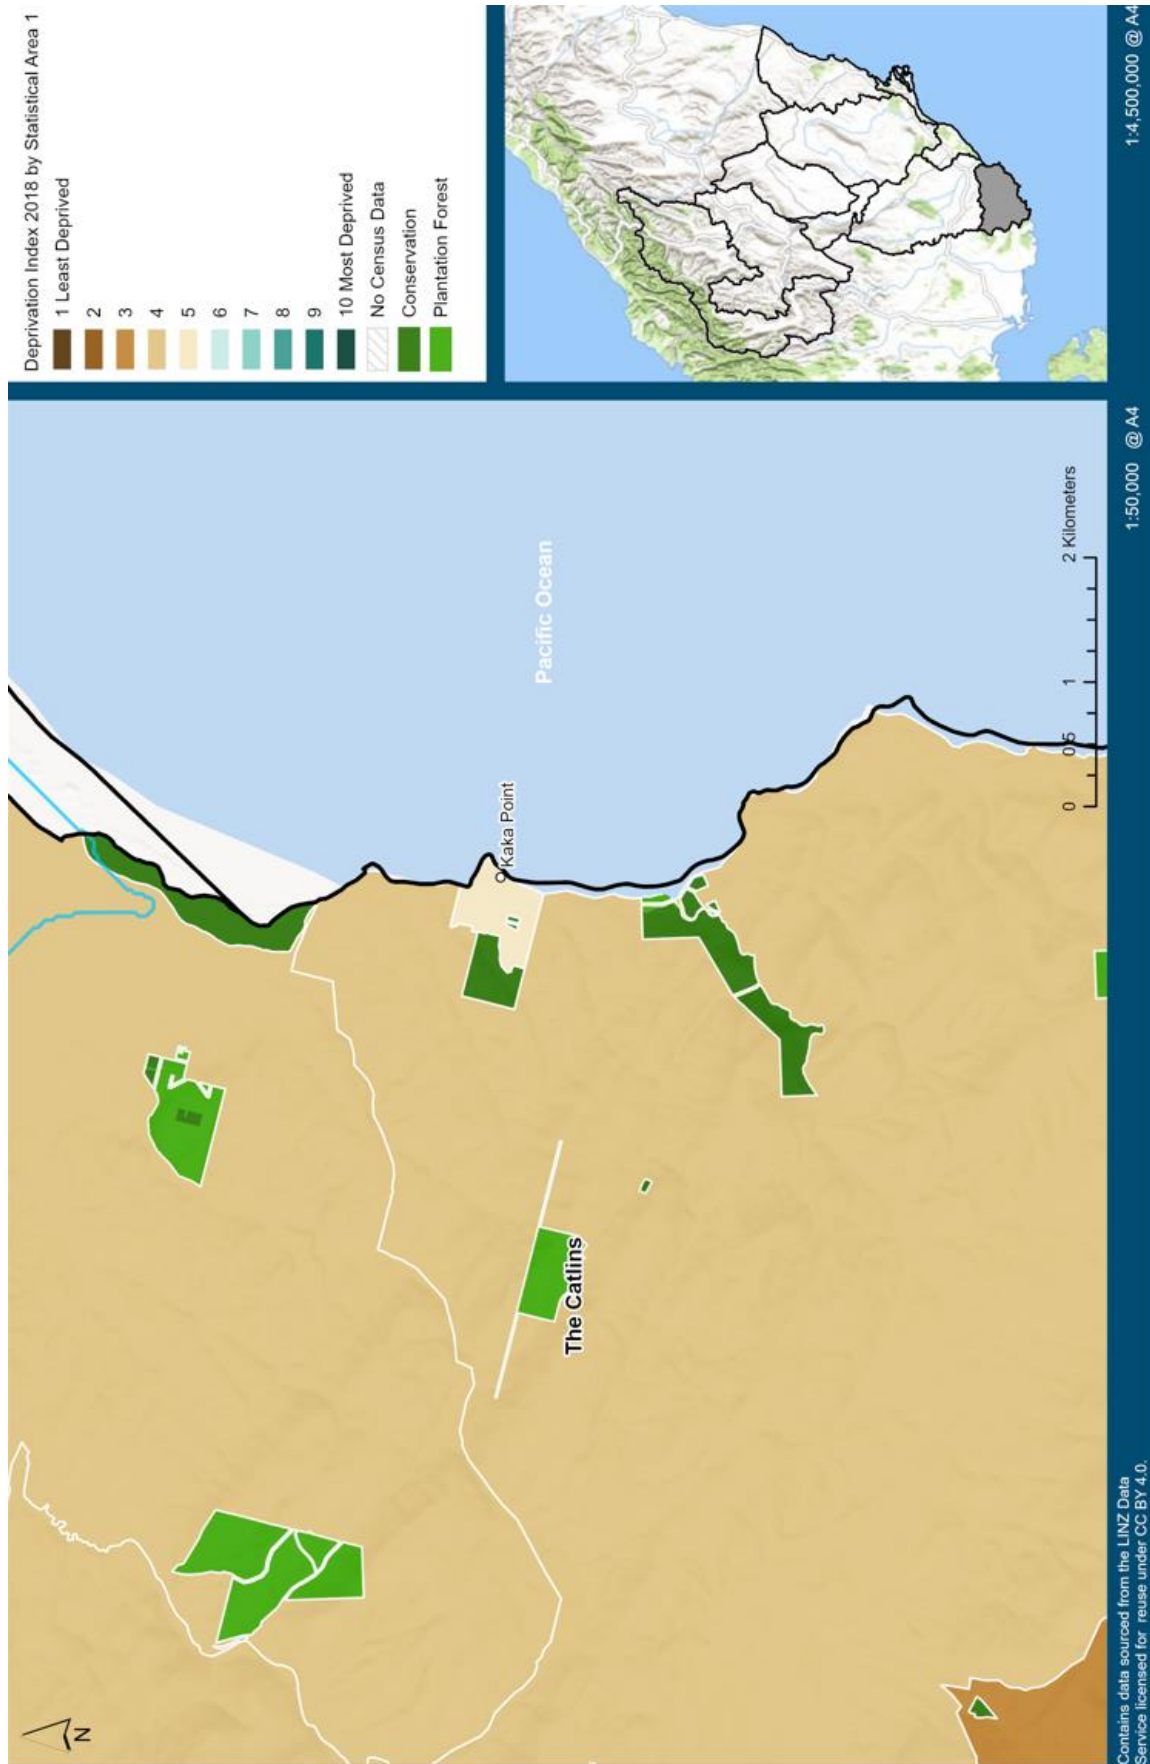 Deprivation Index 2018 by Statistical Area 1
1 Least Deprived
2
3
4
5
6
7
8
9
10 Most Deprived
No Census Data
Conservation
Plantation Forest
N
The Catlins
Kaka Point
Pacific Ocean
0 0.5 1 2 Kilometers
Contains data sourced from the LINZ Data
Service licensed for reuse under CC BY 4.0.
1:50,000 @ A4
1:4,500,000 @ A4